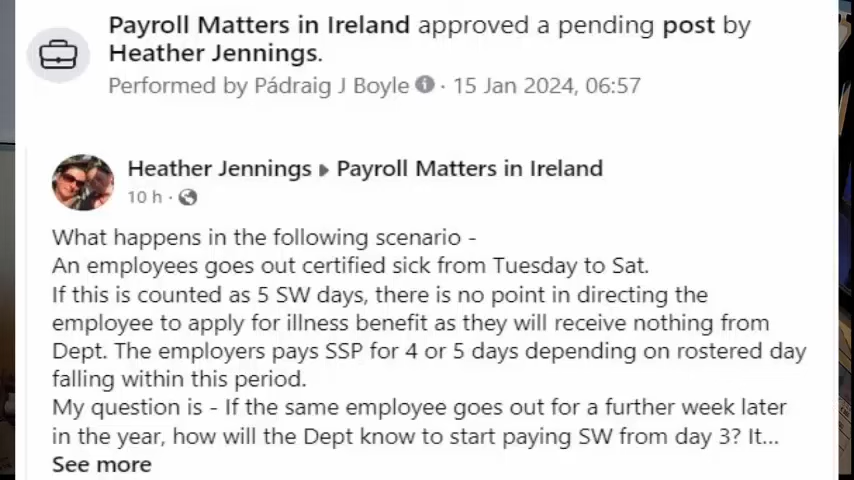 Payroll Matters in Ireland approved a pending post by
Heather Jennings.
Performed by Pádraig J Boyle · 15 Jan 2024, 06:57
Heather Jennings ▸ Payroll Matters in Ireland
10 h ·
What happens in the following scenario -
An employees goes out certified sick from Tuesday to Sat.
If this is counted as 5 SW days, there is no point in directing the
employee to apply for illness benefit as they will receive nothing from
Dept. The employers pays SSP for 4 or 5 days depending on rostered day
falling within this period.
My question is - If the same employee goes out for a further week later
in the year, how will the Dept know to start paying SW from day 3? It...
See more